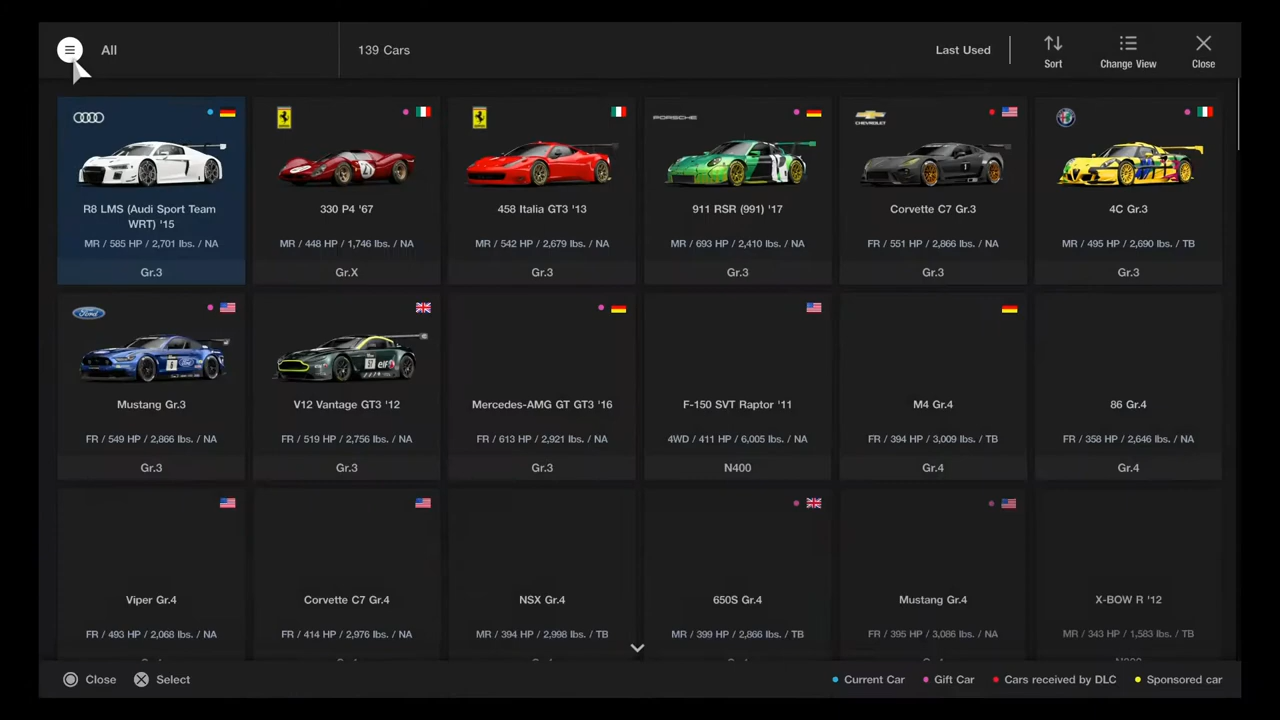 All
139 Cars
Last Used
Sort
Change View
Close
R8 LMS (Audi Sport Team
WRT) '15
MR / 585 HP / 2,701 lbs. / NA
Gr.3
330 P4 '67
MR / 448 HP / 1,746 lbs. / NA
Gr.X
458 Italia GT3 '13
MR / 542 HP / 2,679 lbs. / NA
Gr.3
PORSCHE
911 RSR (991) '17
MR / 693 HP / 2,410 lbs. / NA
Gr.3
CHEVROLET
Corvette C7 Gr.3
FR / 551 HP / 2,866 lbs. / NA
Gr.3
4C Gr.3
MR / 495 HP / 2,690 lbs. / TB
Gr.3
Ford
Mustang Gr.3
FR / 549 HP / 2,866 lbs. / NA
Gr.3
V12 Vantage GT3 '12
FR / 519 HP / 2,756 lbs. / NA
Gr.3
Mercedes-AMG GT GT3 '16
FR / 613 HP / 2,921 lbs. / NA
Gr.3
F-150 SVT Raptor '11
4WD / 411 HP / 6,005 lbs. / NA
N400
M4 Gr.4
FR / 394 HP / 3,009 lbs. / TB
Gr.4
86 Gr.4
FR / 358 HP / 2,646 lbs. / NA
Gr.4
Viper Gr.4
FR / 493 HP / 2,068 lbs. / NA
Corvette C7 Gr.4
FR / 414 HP / 2,976 lbs. / NA
NSX Gr.4
MR / 394 HP / 2,998 lbs. / TB
650S Gr.4
MR / 399 HP / 2,866 lbs. / TB
Mustang Gr.4
FR / 395 HP / 3,086 lbs. / NA
X-BOW R '12
MR / 343 HP / 1,583 lbs. / TB
Close
Select
Current Car
Gift Car
Cars received by DLC
Sponsored car